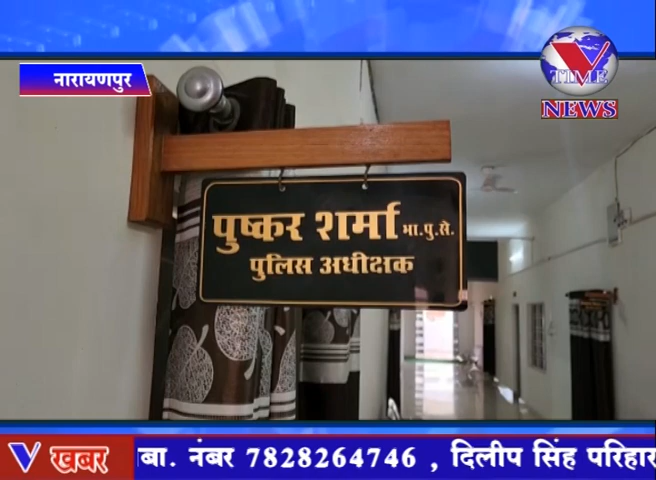 नारायणपुर
V
TIME
NEWS
पुष्कर शर्मा भा.पु.से.
पुलिस अधीक्षक
V खबर
बा. नंबर 7828264746 , दिलीप सिंह परिहार